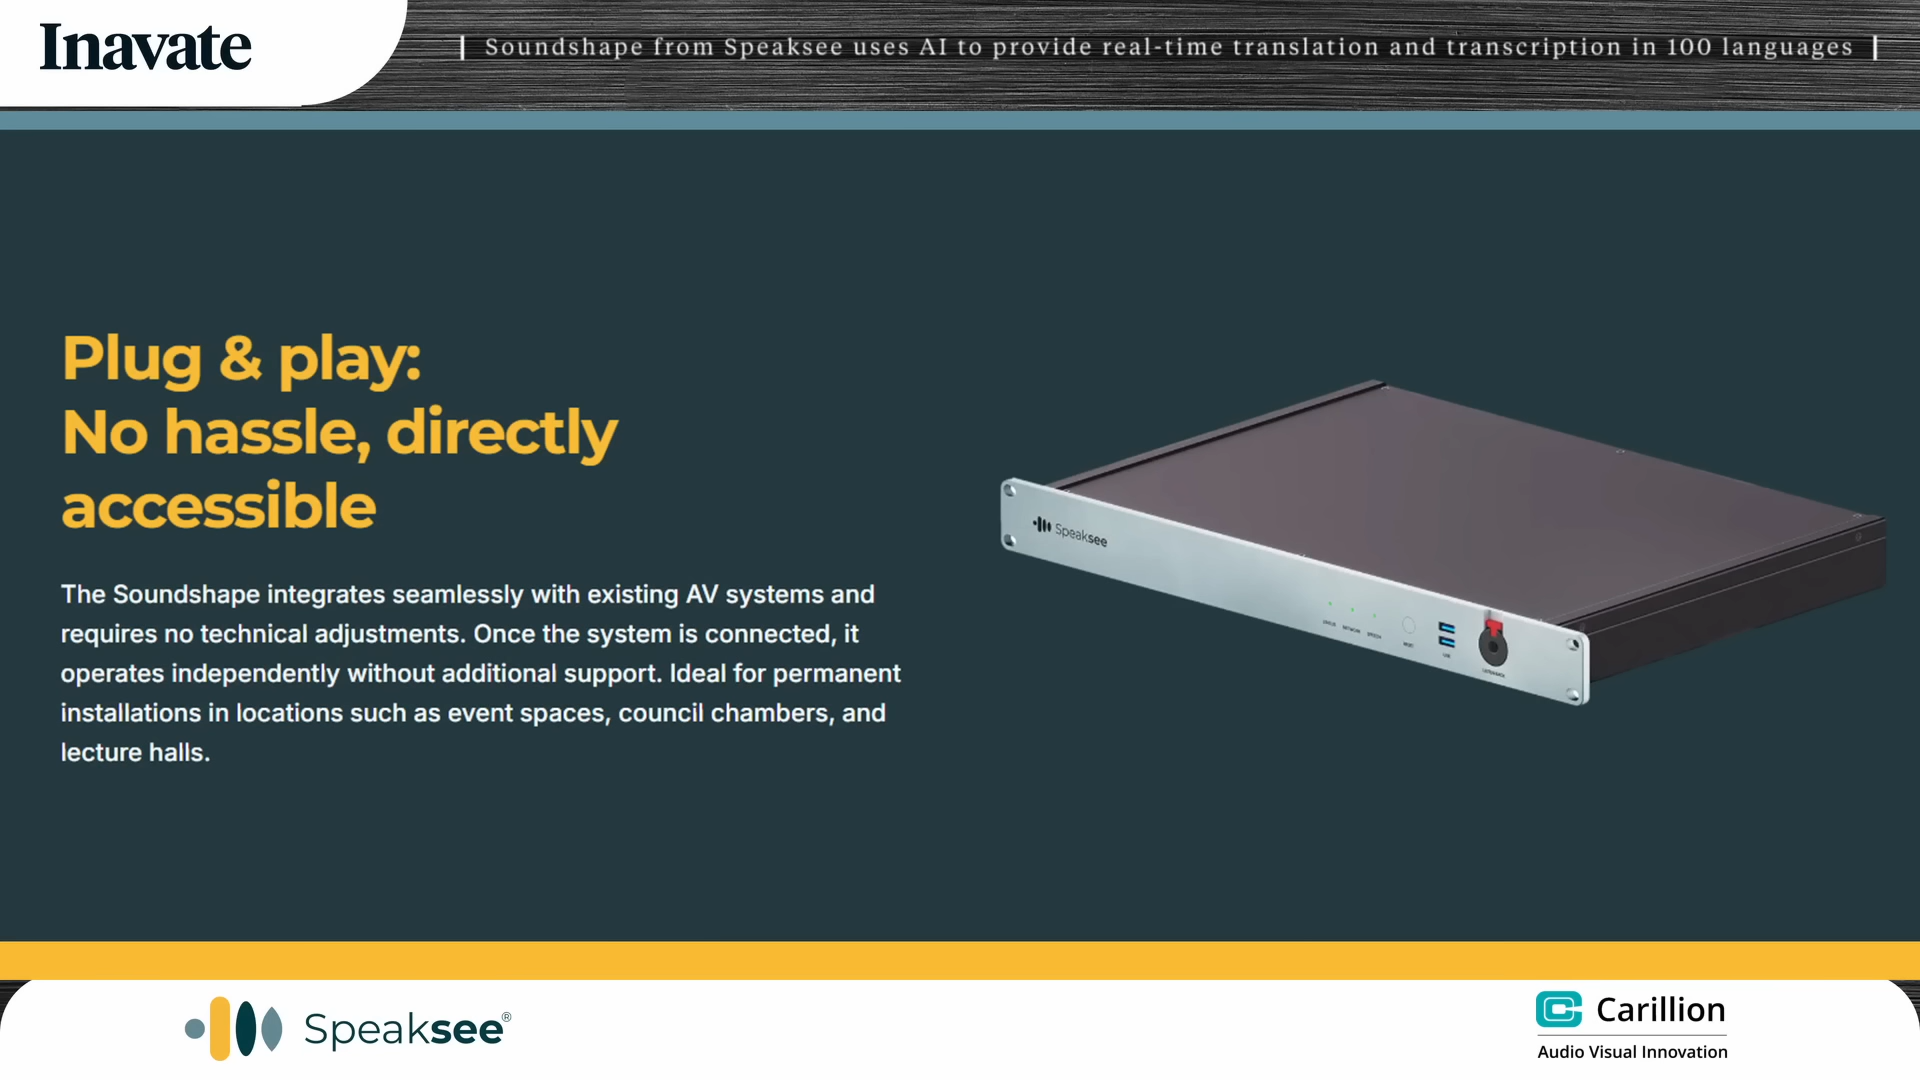 Inavate
| Soundshape from Speaksee uses AI to provide real-time translation and transcription in 100 languages |
Plug & play:
No hassle, directly
accessible
The Soundshape integrates seamlessly with existing AV systems and
requires no technical adjustments. Once the system is connected, it
operates independently without additional support. Ideal for permanent
installations in locations such as event spaces, council chambers, and
lecture halls.
Speaksee
Speaksee®
Carillion
Audio Visual Innovation